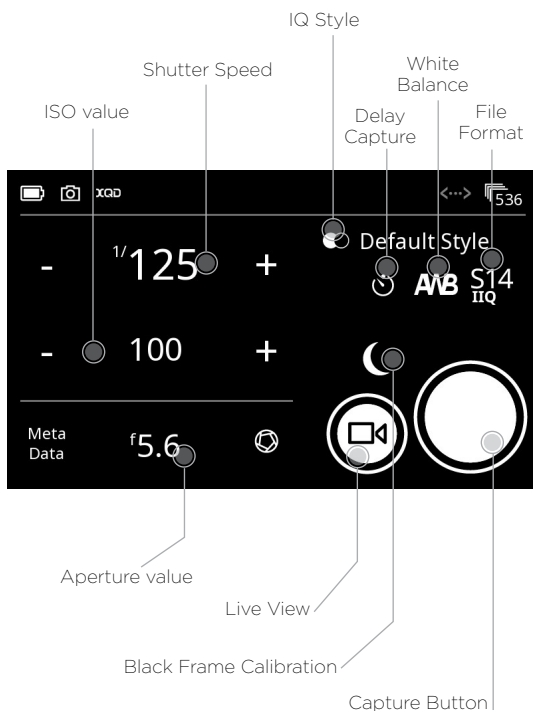 IQ Style
Shutter Speed
White
Balance
ISO value
Delay
Capture
File
Format
XQD
<···>
536
Default Style
- 1/125 +
AWB
S14
IIQ
- 100 +
Meta
Data
f5.6
Aperture value
Live View
Black Frame Calibration
Capture Button